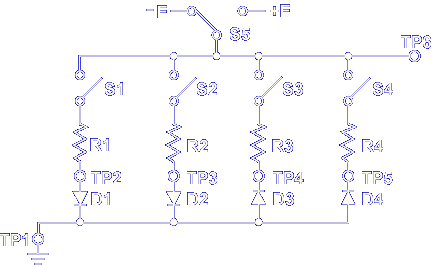 -F +F
S5
TP6
S1 S2 S3 S4
R1 R2 R3 R4
TP2 TP3 TP4 TP5
D1 D2 D3 D4
TP1